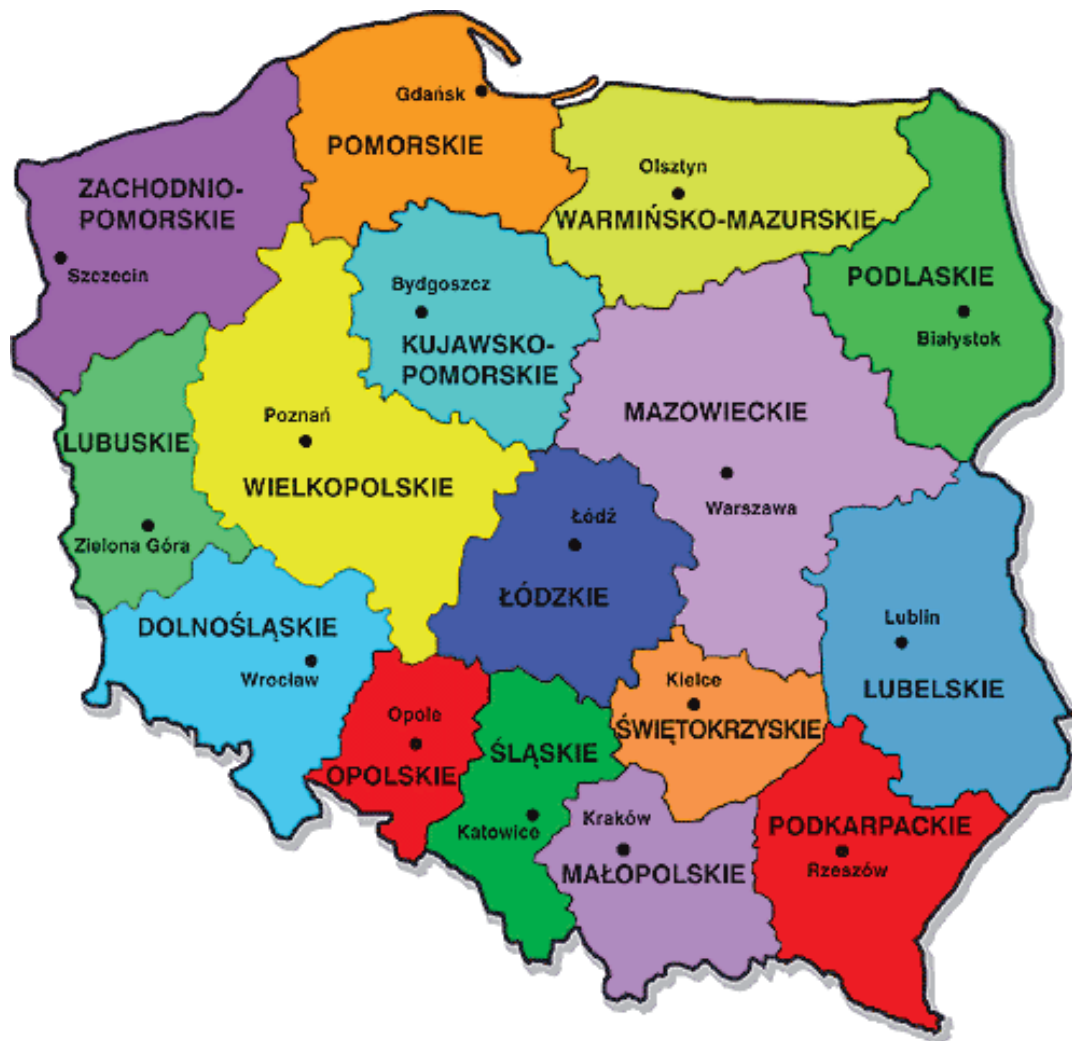 Gdańsk
POMORSKIE
ZACHODNIO-
POMORSKIE
Szczecin
Olsztyn
WARMIŃSKO-MAZURSKIE
PODLASKIE
Białystok
Bydgoszcz
KUJAWSKO-
POMORSKIE
MAZOWIECKIE
Warszawa
Poznań
WIELKOPOLSKIE
LUBUSKIE
Zielona Góra
Łódź
ŁÓDZKIE
DOLNOŚLĄSKIE
Wrocław
Lublin
LUBELSKIE
Kielce
ŚWIĘTOKRZYSKIE
Opole
OPOLSKIE
ŚLĄSKIE
Katowice
Kraków
MAŁOPOLSKIE
PODKARPACKIE
Rzeszów